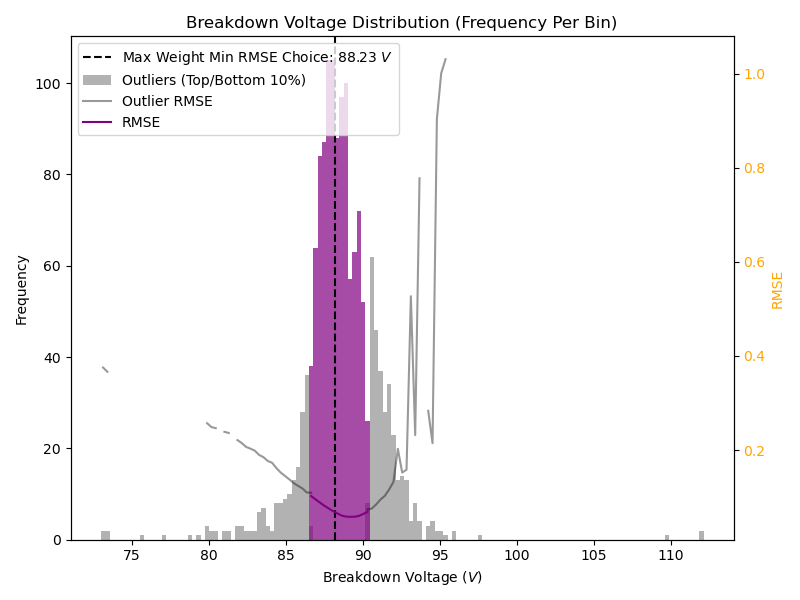 Breakdown Voltage Distribution (Frequency Per Bin)
Max Weight Min RMSE Choice: 88.23 V
Outliers (Top/Bottom 10%)
Outlier RMSE
RMSE
Frequency
0
20
40
60
80
100
RMSE
0.2
0.4
0.6
0.8
1.0
75
80
85
90
95
100
105
110
Breakdown Voltage (V)